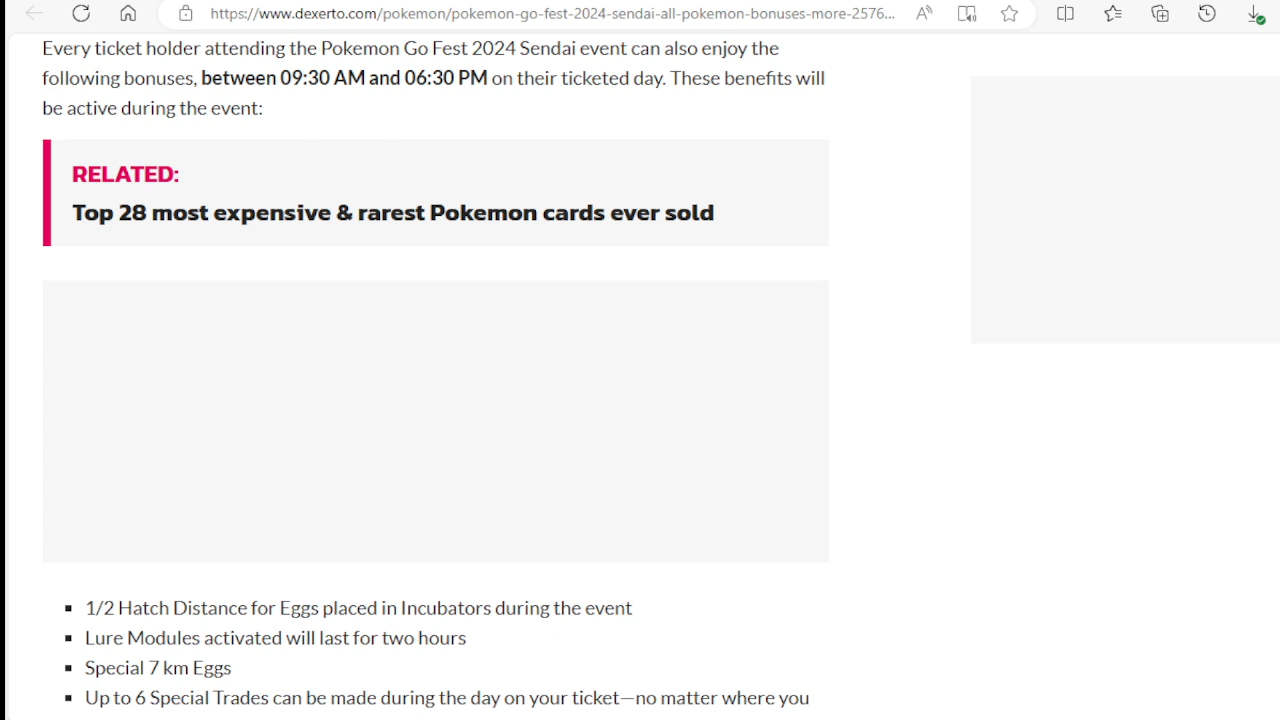 https://www.dexerto.com/pokemon/pokemon-go-fest-2024-sendai-all-pokemon-bonuses-more-2576...
Every ticket holder attending the Pokemon Go Fest 2024 Sendai event can also enjoy the
following bonuses, between 09:30 AM and 06:30 PM on their ticketed day. These benefits will
be active during the event:
RELATED:
Top 28 most expensive & rarest Pokemon cards ever sold
▪ 1/2 Hatch Distance for Eggs placed in Incubators during the event
▪ Lure Modules activated will last for two hours
▪ Special 7 km Eggs
▪ Up to 6 Special Trades can be made during the day on your ticket—no matter where you